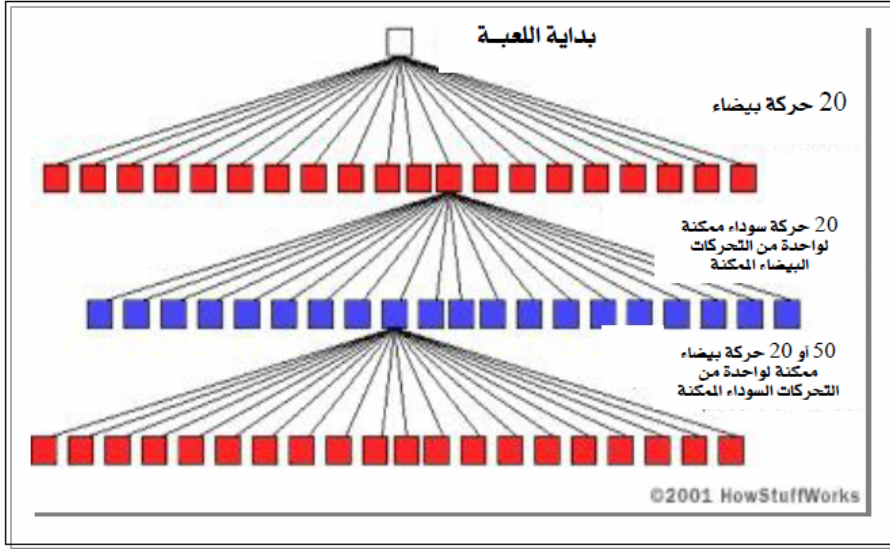 بداية اللعبــة
20 حركة بيضاء
20 حركة سوداء ممكنة
لواحدة من التحركات
البيضاء الممكنة
50 أو 20 حركة بيضاء
ممكنة لواحدة من
التحركات السوداء الممكنة
©2001 HowStuffWorks